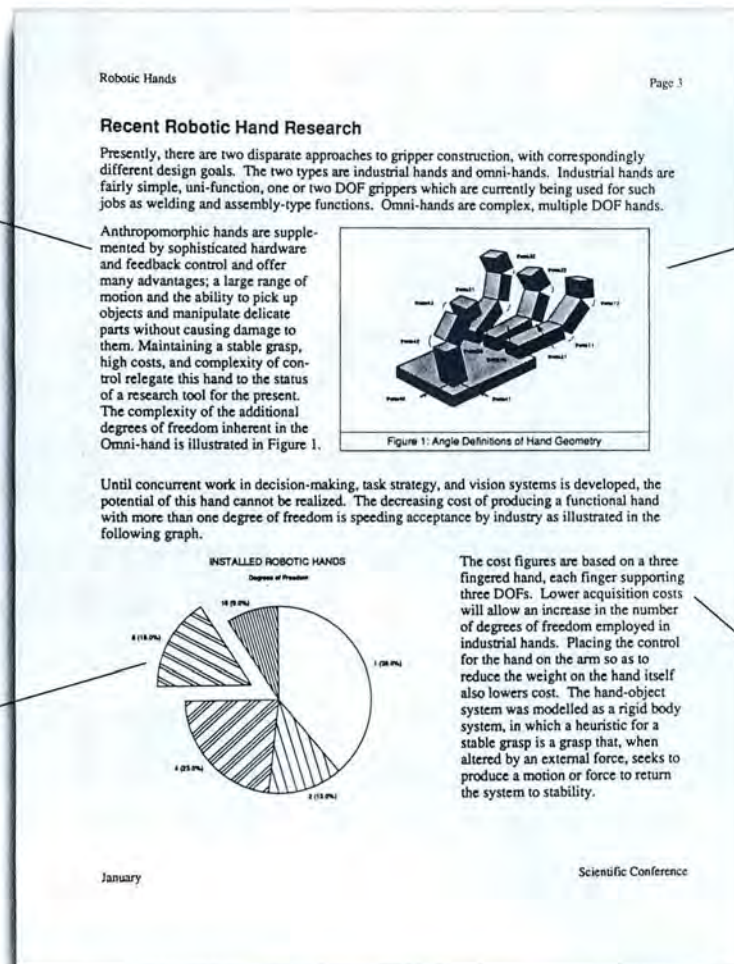 Robotic Hands
Page 3
Recent Robotic Hand Research
Presently, there are two disparate approaches to gripper construction, with correspondingly
different design goals. The two types are industrial hands and omni-hands. Industrial hands are
fairly simple, uni-function, one or two DOF grippers which are currently being used for such
jobs as welding and assembly-type functions. Omni-hands are complex, multiple DOF hands.
Anthropomorphic hands are supple-
mented by sophisticated hardware
and feedback control and offer
many advantages; a large range of
motion and the ability to pick up
objects and manipulate delicate
parts without causing damage to
them. Maintaining a stable grasp,
high costs, and complexity of con-
trol relegate this hand to the status
of a research tool for the present.
The complexity of the additional
degrees of freedom inherent in the
Omni-hand is illustrated in Figure 1.
Figure 1: Angle Definitions of Hand Geometry
Until concurrent work in decision-making, task strategy, and vision systems is developed, the
potential of this hand cannot be realized. The decreasing cost of producing a functional hand
with more than one degree of freedom is speeding acceptance by industry as illustrated in the
following graph.
INSTALLED ROBOTIC HANDS
Degrees of Freedom
The cost figures are based on a three
fingered hand, each finger supporting
three DOFs. Lower acquisition costs
will allow an increase in the number
of degrees of freedom employed in
industrial hands. Placing the control
for the hand on the arm so as to
reduce the weight on the hand itself
also lowers cost. The hand-object
system was modelled as a rigid body
system, in which a heuristic for a
stable grasp is a grasp that, when
altered by an external force, seeks to
produce a motion or force to return
the system to stability.
January
Scientific Conference